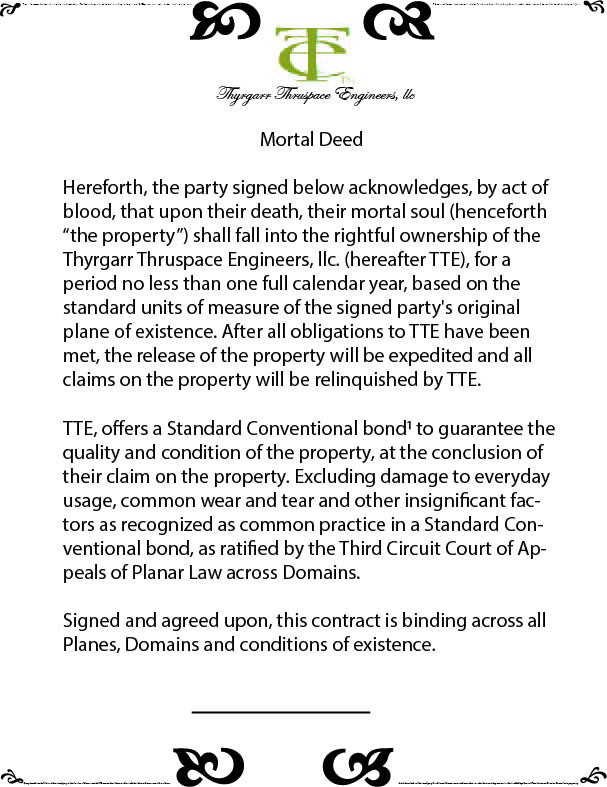 TTE
TM
Thyrgarr Thruspace Engineers, llc
Mortal Deed
Hereforth, the party signed below acknowledges, by act of
blood, that upon their death, their mortal soul (henceforth
“the property”) shall fall into the rightful ownership of the
Thyrgarr Thruspace Engineers, llc. (hereafter TTE), for a
period no less than one full calendar year, based on the
standard units of measure of the signed party's original
plane of existence. After all obligations to TTE have been
met, the release of the property will be expedited and all
claims on the property will be relinquished by TTE.
TTE, offers a Standard Conventional bond¹ to guarantee the
quality and condition of the property, at the conclusion of
their claim on the property. Excluding damage to everyday
usage, common wear and tear and other insignificant fac-
tors as recognized as common practice in a Standard Con-
ventional bond, as ratified by the Third Circuit Court of Ap-
peals of Planar Law across Domains.
Signed and agreed upon, this contract is binding across all
Planes, Domains and conditions of existence.